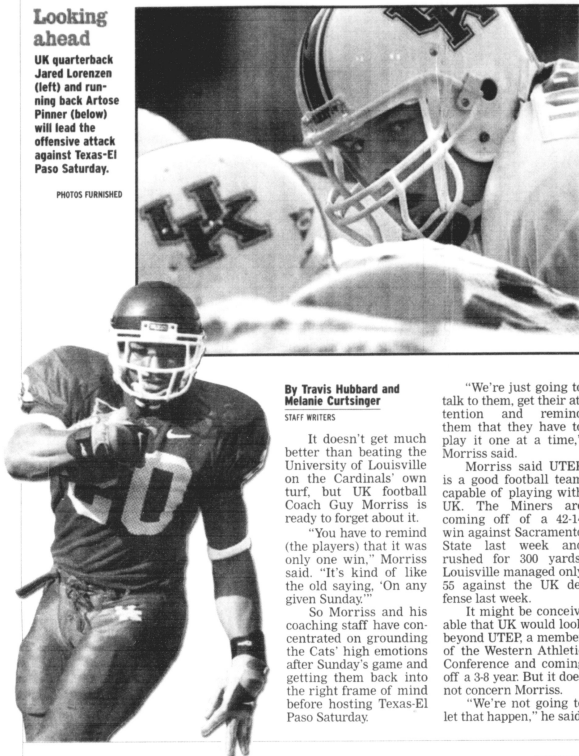 Looking
ahead
UK quarterback
Jared Lorenzen
(left) and run-
ning back Artose
Pinner (below)
will lead the
offensive attack
against Texas-El
Paso Saturday.
PHOTOS FURNISHED
UK
UK
20
UK
By Travis Hubbard and
Melanie Curtsinger
STAFF WRITERS
It doesn't get much
better than beating the
University of Louisville
on the Cardinals' own
turf, but UK football
Coach Guy Morriss is
ready to forget about it.
"You have to remind
(the players) that it was
only one win," Morriss
said. "It's kind of like
the old saying, 'On any
given Sunday.'"
So Morriss and his
coaching staff have con-
centrated on grounding
the Cats' high emotions
after Sunday's game and
getting them back into
the right frame of mind
before hosting Texas-El
Paso Saturday.
"We're just going to
talk to them, get their at
tention and remind
them that they have to
play it one at a time,"
Morriss said.
Morriss said UTEP
is a good football team
capable of playing with
UK. The Miners are
coming off of a 42-14
win against Sacramento
State last week and
rushed for 300 yards
Louisville managed only
55 against the UK de
fense last week.
It might be conceiv
able that UK would look
beyond UTEP, a member
of the Western Athletic
Conference and coming
off a 3-8 year. But it does
not concern Morriss.
"We're not going to
let that happen," he said